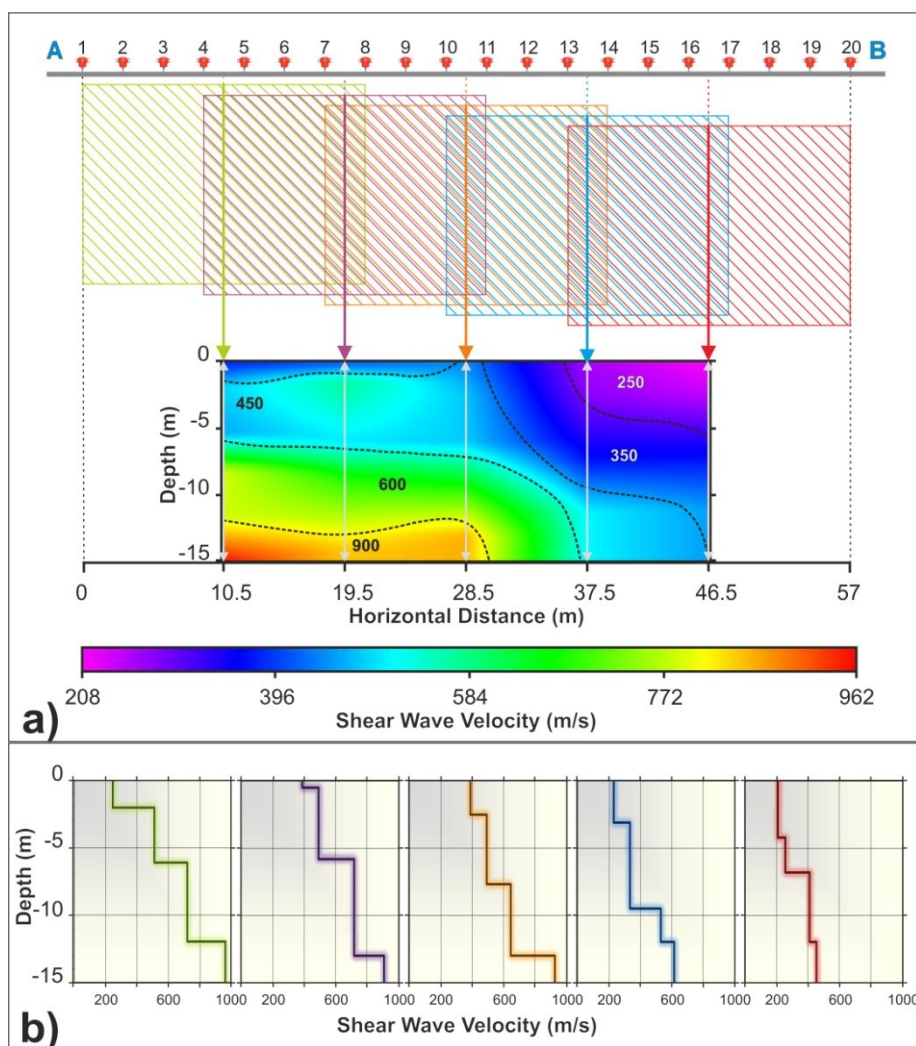 A 1 2 3 4 5 6 7 8 9 10 11 12 13 14 15 16 17 18 19 20 B
0
-5
-10
-15
Depth (m)
450
600
900
250
350
0 10.5 19.5 28.5 37.5 46.5 57
Horizontal Distance (m)
208 396 584 772 962
Shear Wave Velocity (m/s)
a)
0
-5
-10
-15
Depth (m)
200 600 1000 200 600 1000 200 600 1000 200 600 1000 200 600 1000
Shear Wave Velocity (m/s)
b)